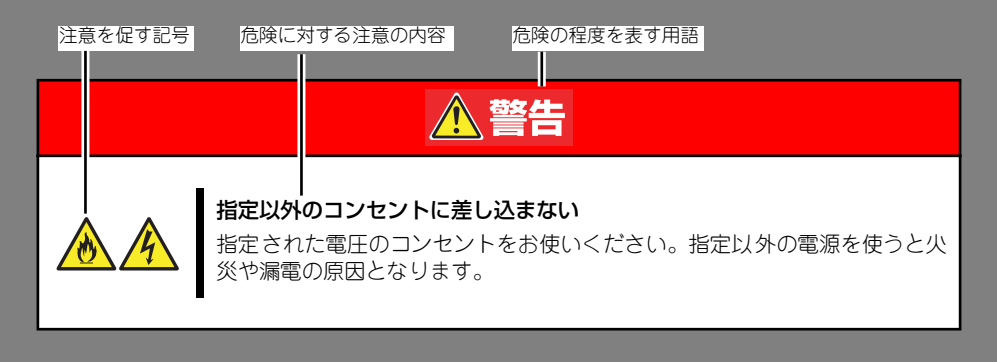 注意を促す記号
危険に対する注意の内容
危険の程度を表す用語
警告
指定以外のコンセントに差し込まない
指定された電圧のコンセントをお使いください。指定以外の電源を使うと火
災や漏電の原因となります。